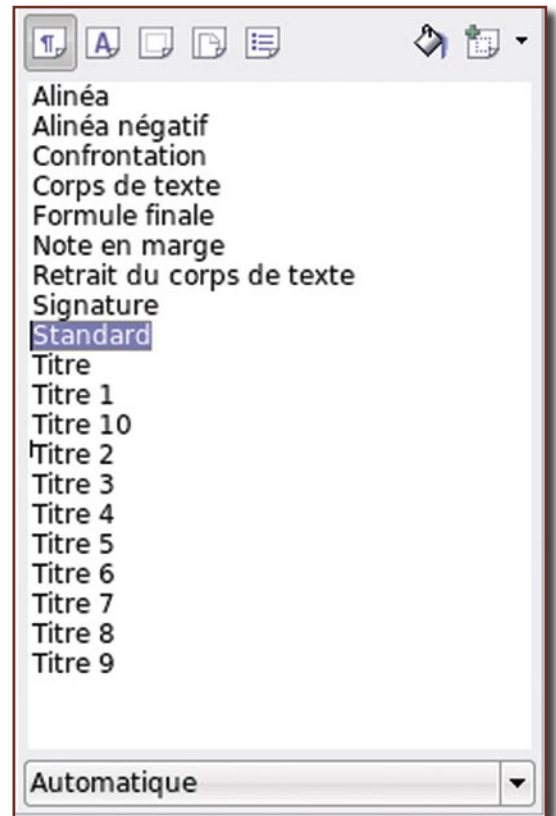 Alinéa
Alinéa négatif
Confrontation
Corps de texte
Formule finale
Note en marge
Retrait du corps de texte
Signature
Standard
Titre
Titre 1
Titre 10
Titre 2
Titre 3
Titre 4
Titre 5
Titre 6
Titre 7
Titre 8
Titre 9
Automatique